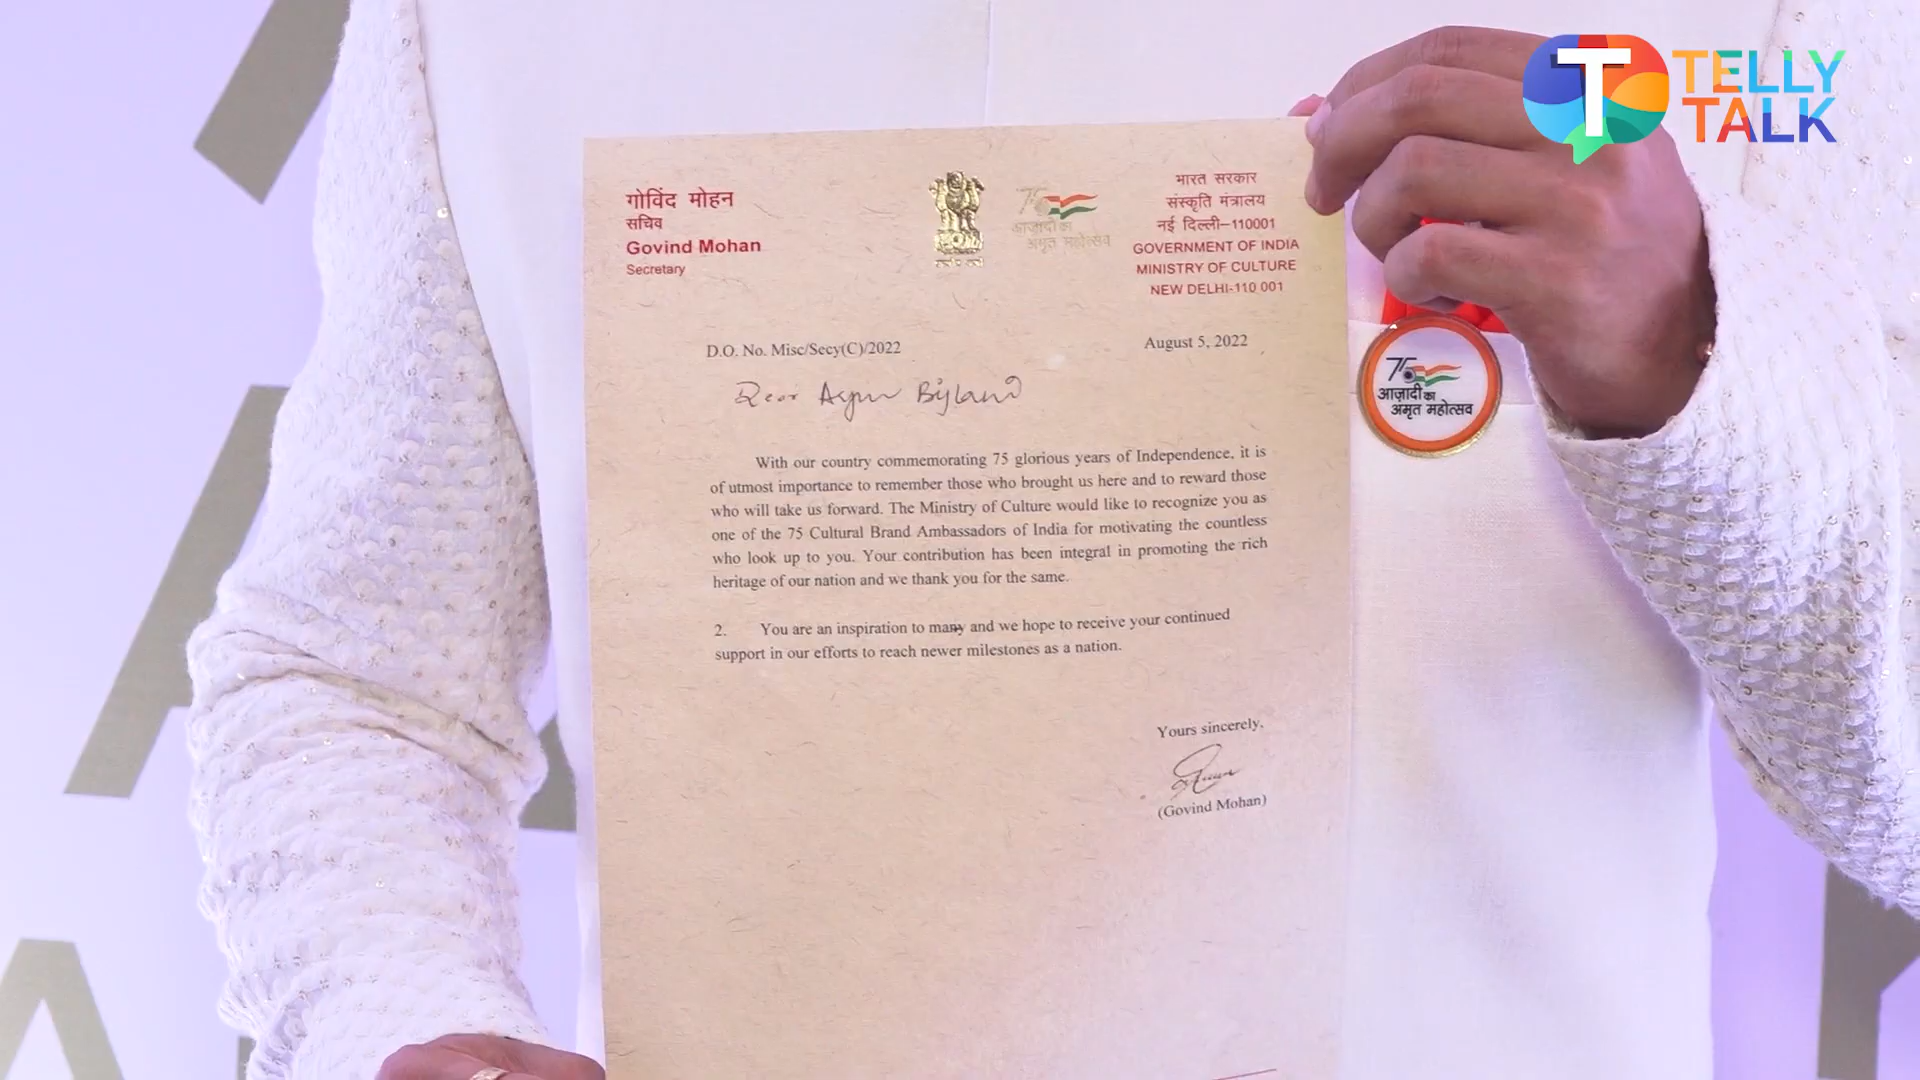 TELLY
TALK
गोविंद मोहन
सचिव
Govind Mohan
Secretary
75
आज़ादी का
अमृत महोत्सव
भारत सरकार
संस्कृति मंत्रालय
नई दिल्ली-110001
GOVERNMENT OF INDIA
MINISTRY OF CULTURE
NEW DELHI-110 001
D.O. No. Misc/Secy(C)/2022
August 5, 2022
Dear Arjun Bijlani
With our country commemorating 75 glorious years of Independence, it is
of utmost importance to remember those who brought us here and to reward those
who will take us forward. The Ministry of Culture would like to recognize you as
one of the 75 Cultural Brand Ambassadors of India for motivating the countless
who look up to you. Your contribution has been integral in promoting the rich
heritage of our nation and we thank you for the same.
2. You are an inspiration to many and we hope to receive your continued
support in our efforts to reach newer milestones as a nation.
Yours sincerely,
(Govind Mohan)
75
आज़ादी का
अमृत महोत्सव